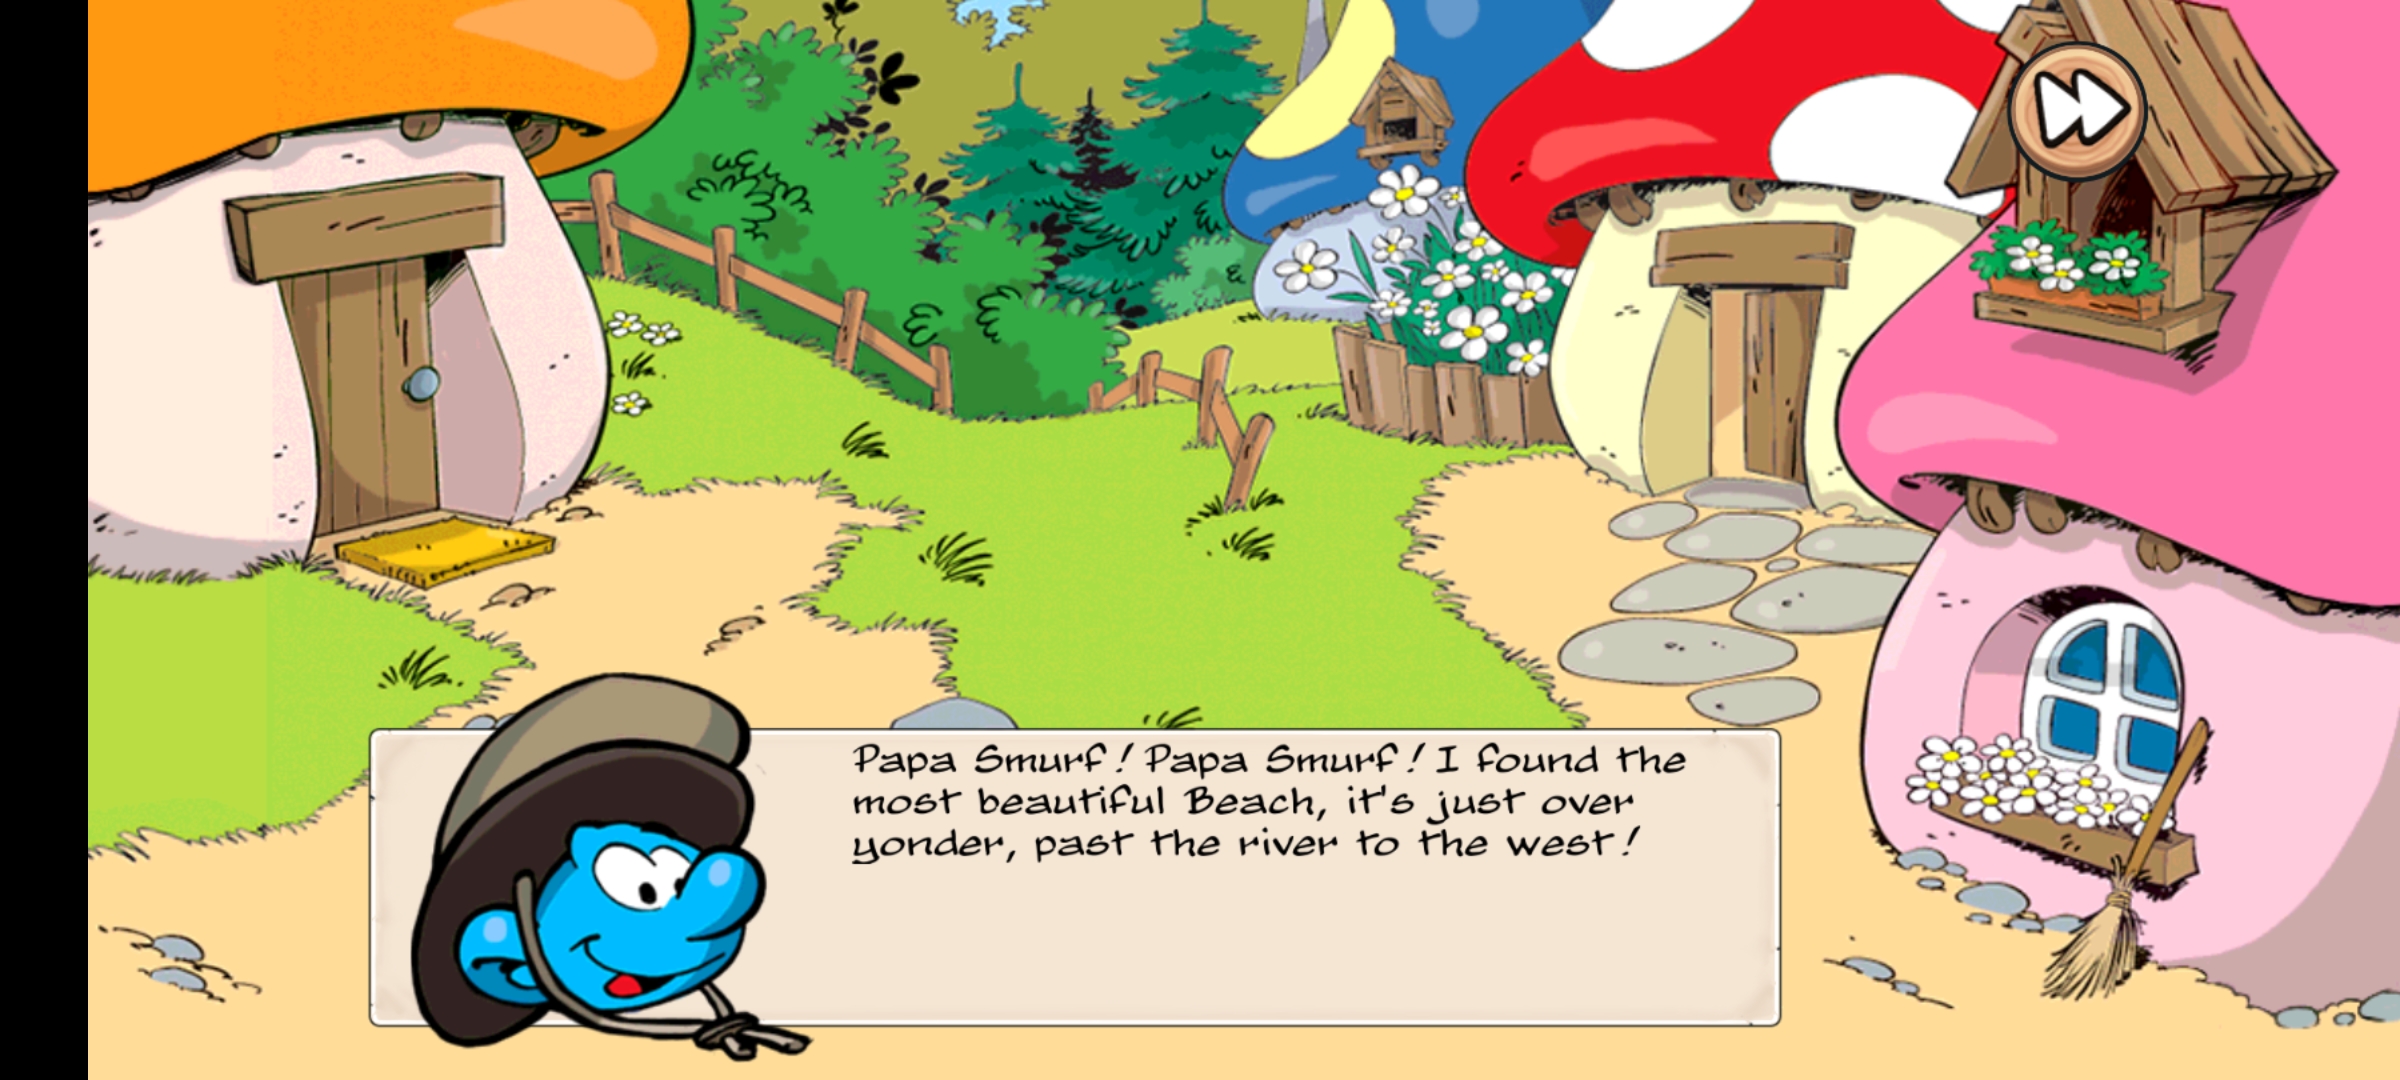 Papa Smurf! Papa Smurf! I found the
most beautiful Beach, it's just over
yonder, past the river to the west!